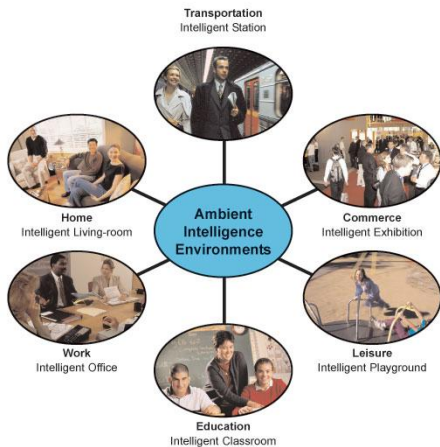 Transportation
Intelligent Station
Home
Intelligent Living-room
Ambient
Intelligence
Environments
Commerce
Intelligent Exhibition
Work
Intelligent Office
Leisure
Intelligent Playground
Education
Intelligent Classroom